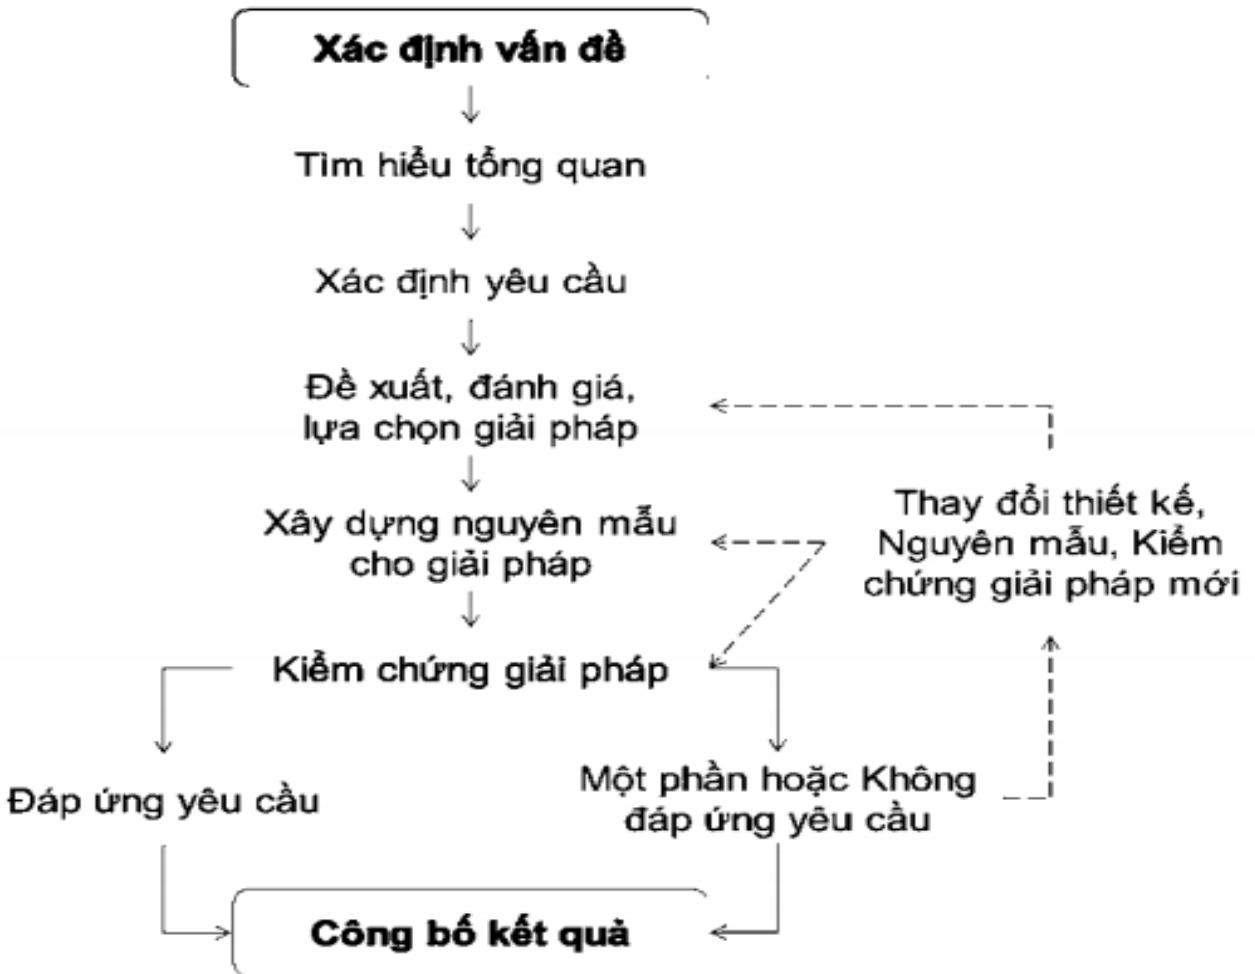 Xác định vấn đề
Tìm hiểu tổng quan
Xác định yêu cầu
Đề xuất, đánh giá,
lựa chọn giải pháp
Xây dựng nguyên mẫu
cho giải pháp
Thay đổi thiết kế,
Nguyên mẫu, Kiểm
chứng giải pháp mới
Kiểm chứng giải pháp
Đáp ứng yêu cầu
Một phần hoặc Không
đáp ứng yêu cầu
Công bố kết quả